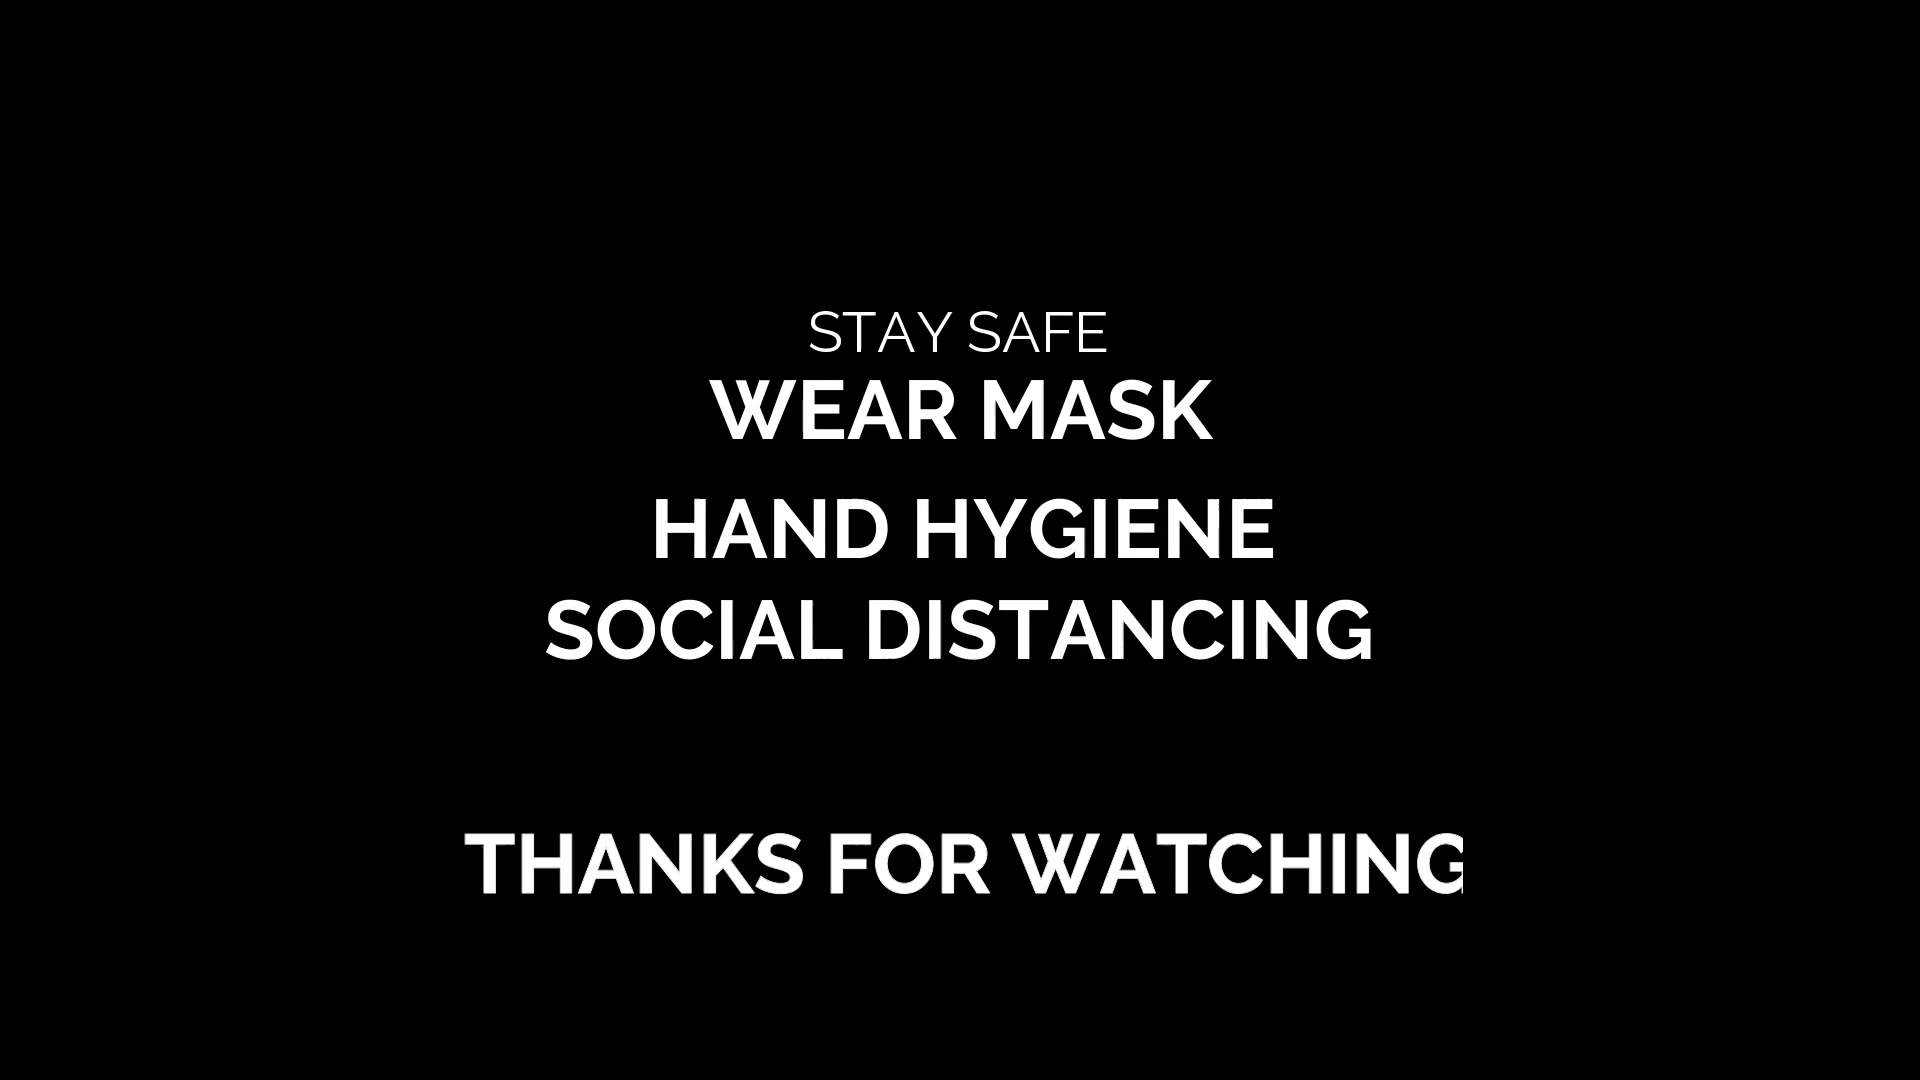 STAY SAFE
WEAR MASK
HAND HYGIENE
SOCIAL DISTANCING
THANKS FOR WATCHING